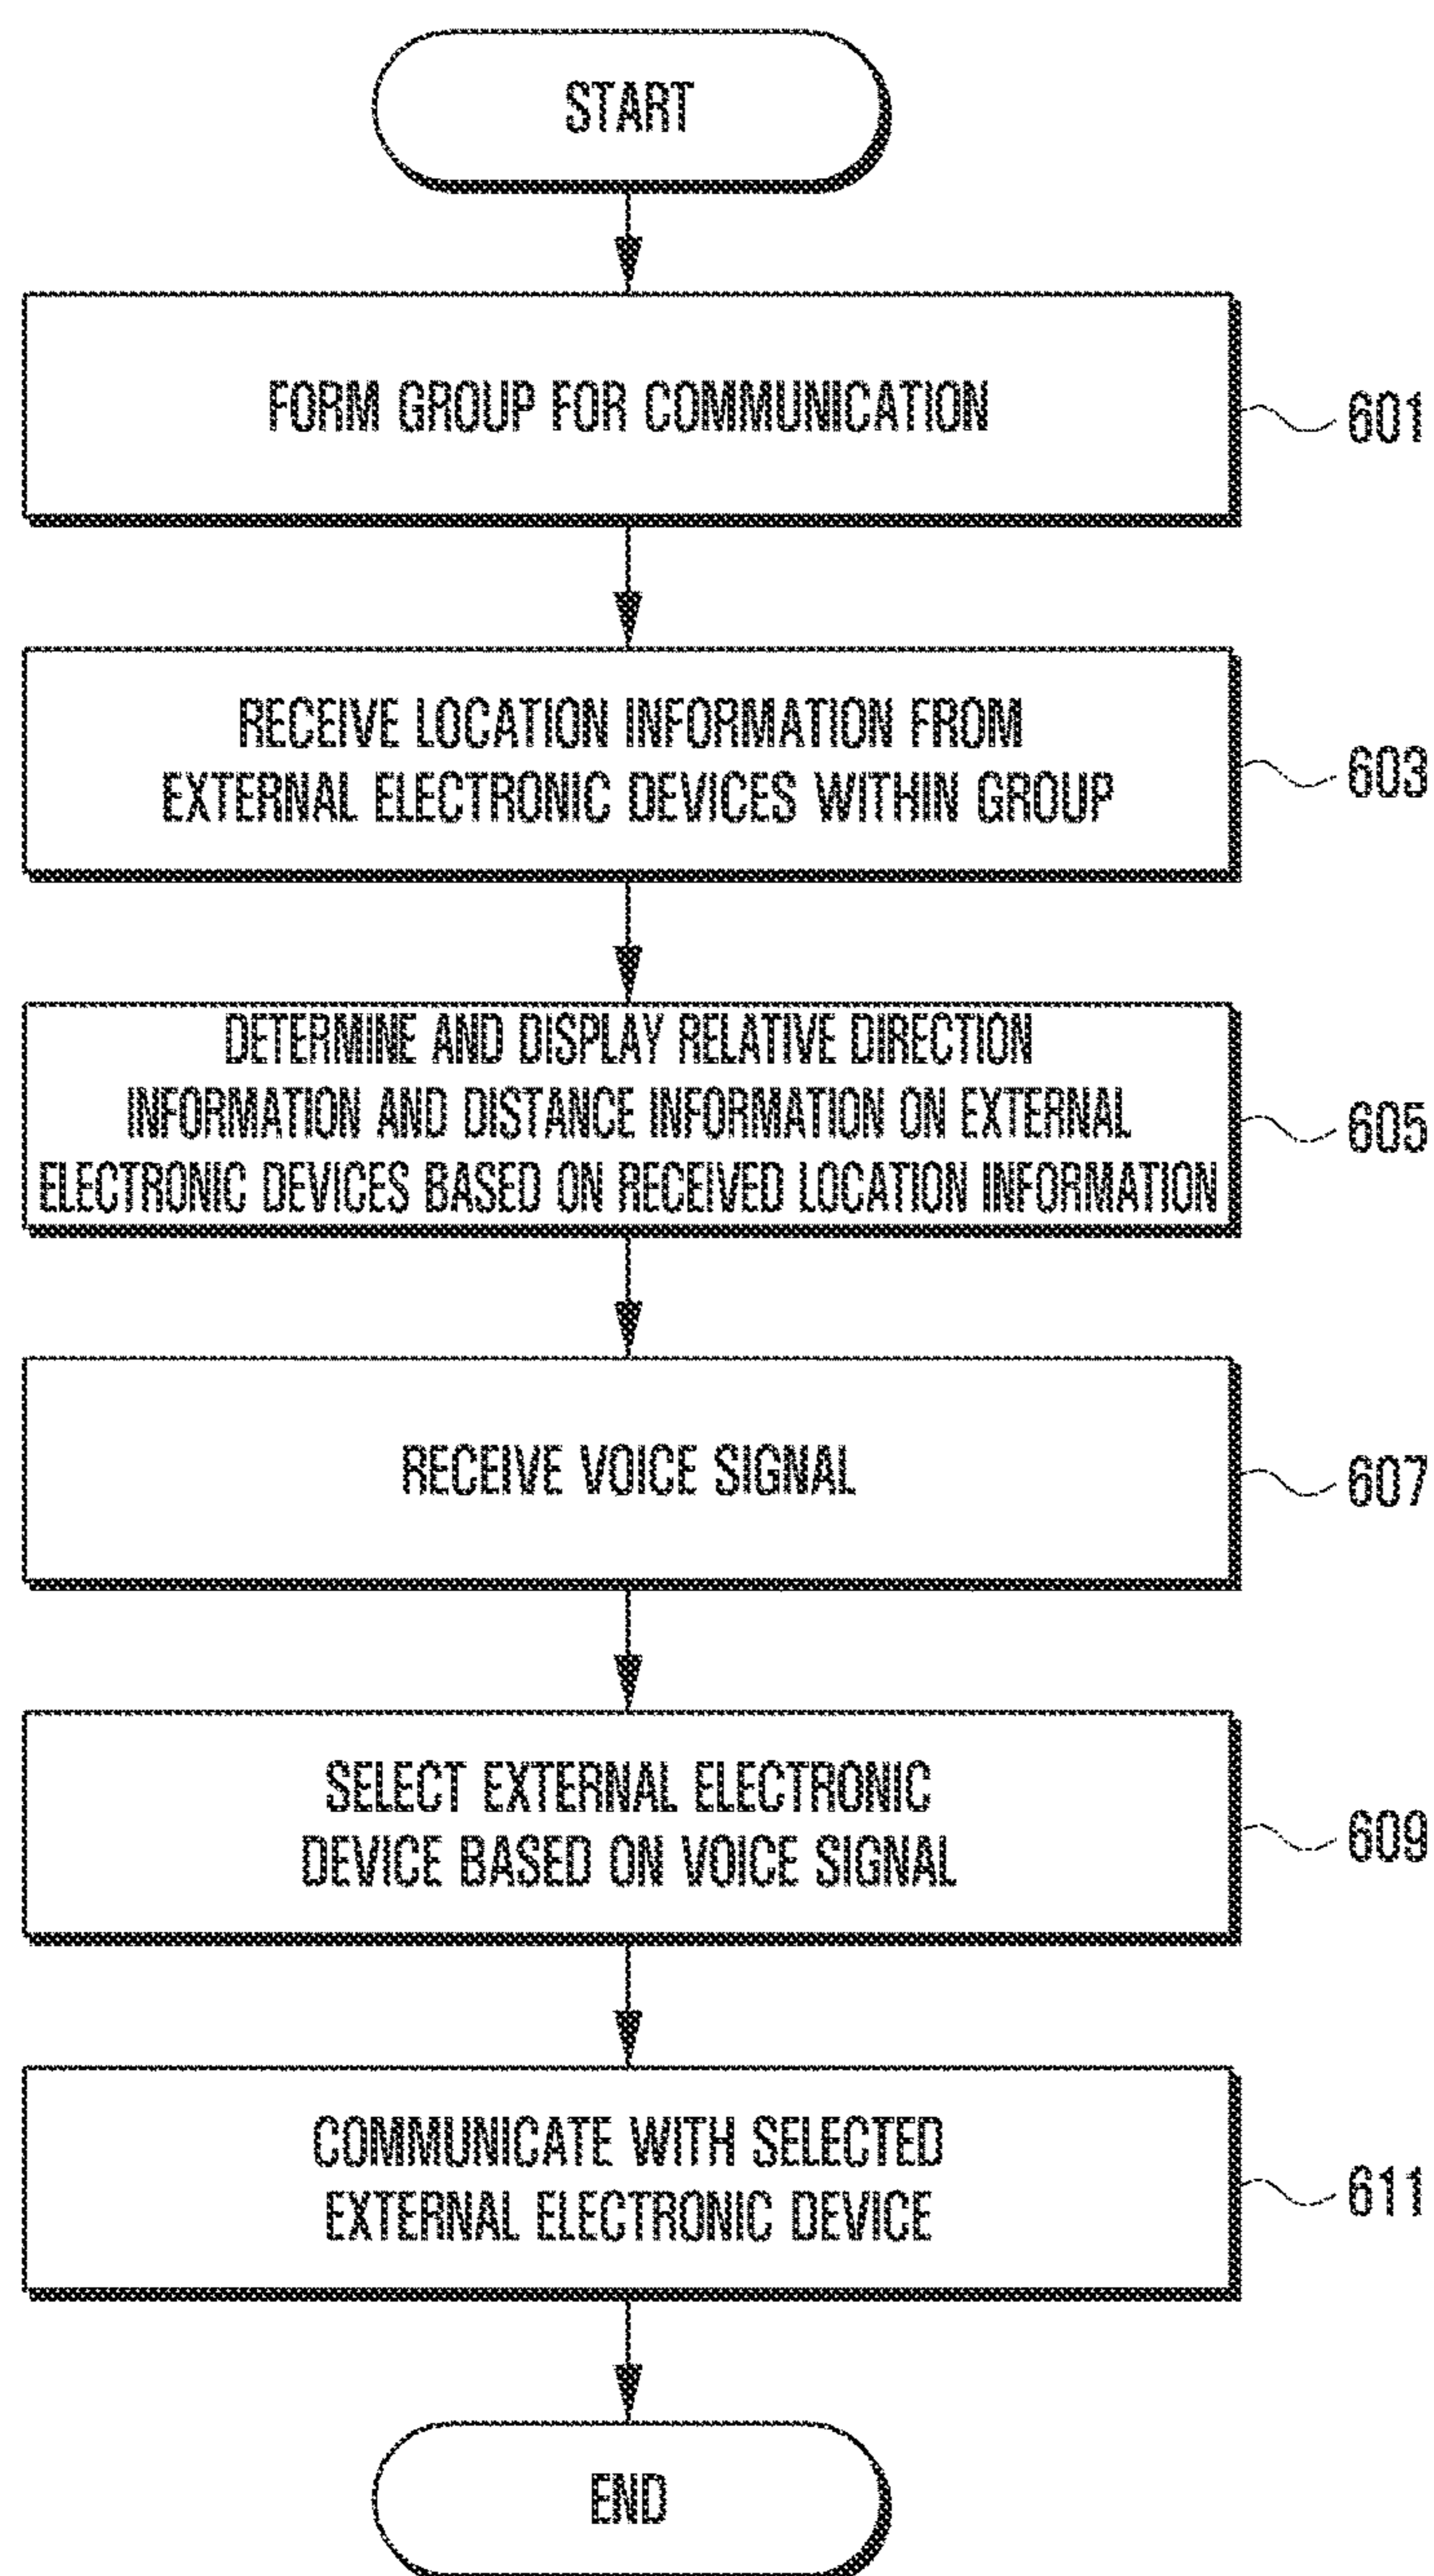 START
FORM GROUP FOR COMMUNICATION
601
RECEIVE LOCATION INFORMATION FROM
EXTERNAL ELECTRONIC DEVICES WITHIN GROUP
603
DETERMINE AND DISPLAY RELATIVE DIRECTION
INFORMATION AND DISTANCE INFORMATION ON EXTERNAL
ELECTRONIC DEVICES BASED ON RECEIVED LOCATION INFORMATION
605
RECEIVE VOICE SIGNAL
607
SELECT EXTERNAL ELECTRONIC
DEVICE BASED ON VOICE SIGNAL
609
COMMUNICATE WITH SELECTED
EXTERNAL ELECTRONIC DEVICE
611
END